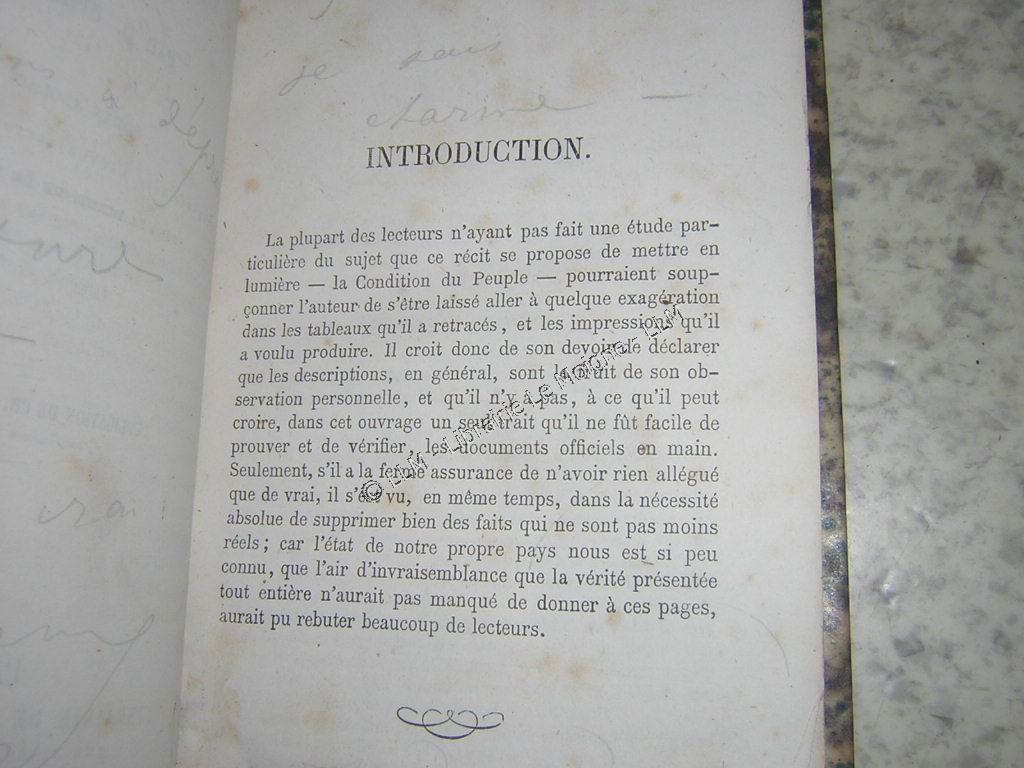 je suis
charmé —
INTRODUCTION.
La plupart des lecteurs n'ayant pas fait une étude par-
ticulière du sujet que ce récit se propose de mettre en
lumière — la Condition du Peuple — pourraient soup-
çonner l'auteur de s'être laissé aller à quelque exagération
dans les tableaux qu'il a retracés, et les impressions qu'il
a voulu produire. Il croit donc de son devoir de déclarer
que les descriptions, en général, sont le fruit de son ob-
servation personnelle, et qu'il n'y a pas, à ce qu'il peut
croire, dans cet ouvrage un seul trait qu'il ne fût facile de
prouver et de vérifier, les documents officiels en main.
Seulement, s'il a la ferme assurance de n'avoir rien allégué
que de vrai, il s'est vu, en même temps, dans la nécessité
absolue de supprimer bien des faits qui ne sont pas moins
réels ; car l'état de notre propre pays nous est si peu
connu, que l'air d'invraisemblance que la vérité présentée
tout entière n'aurait pas manqué de donner à ces pages,
aurait pu rebuter beaucoup de lecteurs.
© LLM - Librairie Le Moigne - LLM